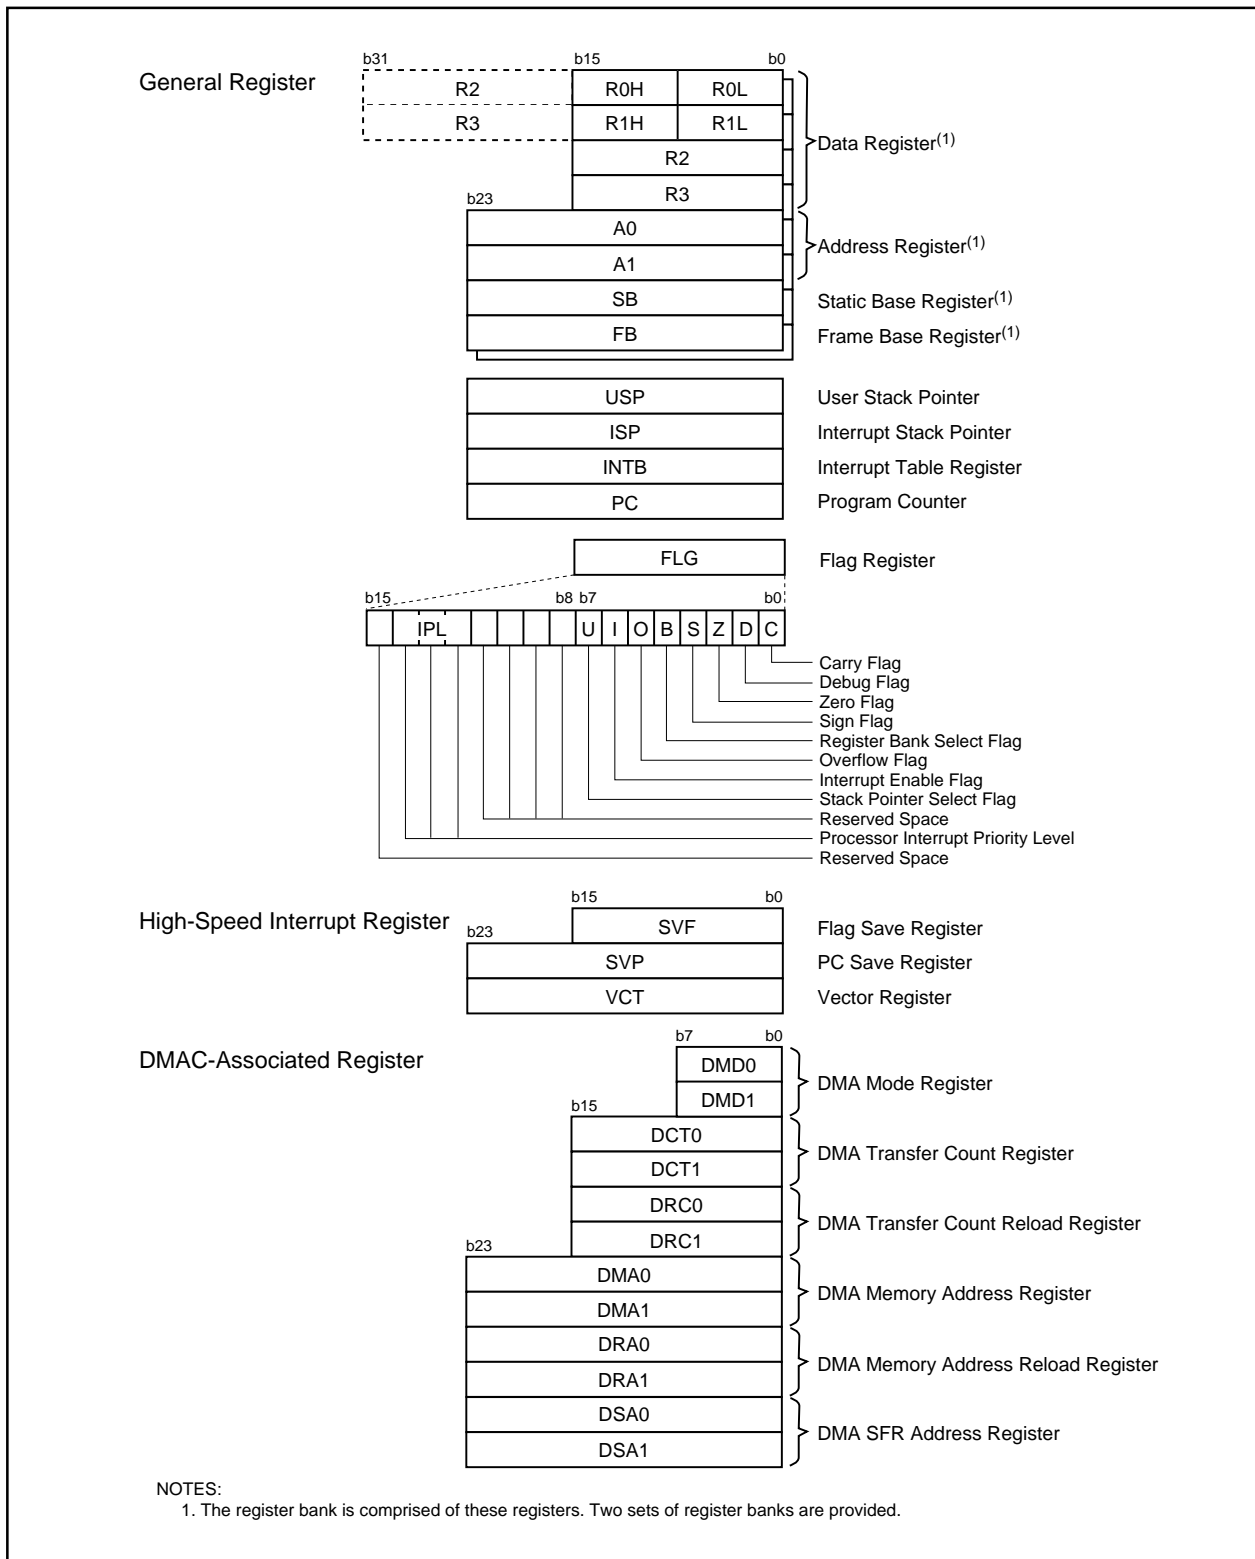 b31 b15 b0
General Register
R2 R0H R0L
R3 R1H R1L
Data Register(1)
R2
R3
b23
A0
Address Register(1)
A1
SB Static Base Register(1)
FB Frame Base Register(1)
USP User Stack Pointer
ISP Interrupt Stack Pointer
INTB Interrupt Table Register
PC Program Counter
FLG Flag Register
b15 b8 b7 b0
IPL U I O B S Z D C
Carry Flag
Debug Flag
Zero Flag
Sign Flag
Register Bank Select Flag
Overflow Flag
Interrupt Enable Flag
Stack Pointer Select Flag
Reserved Space
Processor Interrupt Priority Level
Reserved Space
b15 b0
High-Speed Interrupt Register
SVF Flag Save Register
b23
SVP PC Save Register
VCT Vector Register
b7 b0
DMAC-Associated Register
DMD0
DMA Mode Register
DMD1
b15
DCT0
DMA Transfer Count Register
DCT1
DRC0
DMA Transfer Count Reload Register
DRC1
b23
DMA0
DMA Memory Address Register
DMA1
DRA0
DMA Memory Address Reload Register
DRA1
DSA0
DMA SFR Address Register
DSA1
NOTES:
1. The register bank is comprised of these registers. Two sets of register banks are provided.